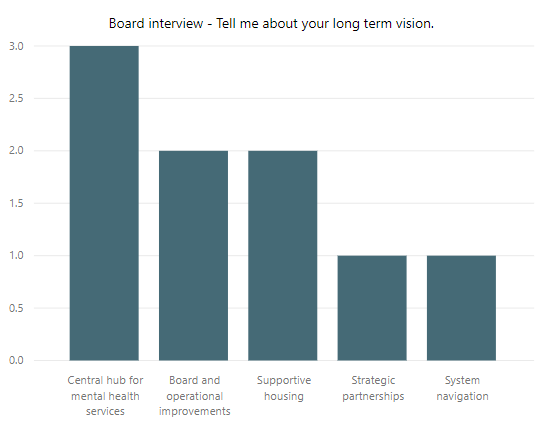 Board interview - Tell me about your long term vision.
3.0
2.5
2.0
1.5
1.0
0.5
0.0
Central hub for
mental health
services
Board and
operational
improvements
Supportive
housing
Strategic
partnerships
System
navigation